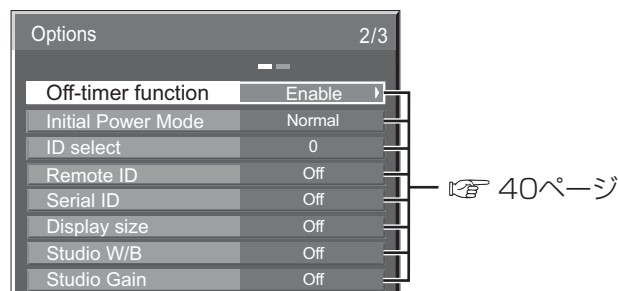 Options 2/3
Off-timer function Enable
Initial Power Mode Normal
ID select 0
Remote ID Off
Serial ID Off
Display size Off
Studio W/B Off
Studio Gain Off
☞ 40ページ